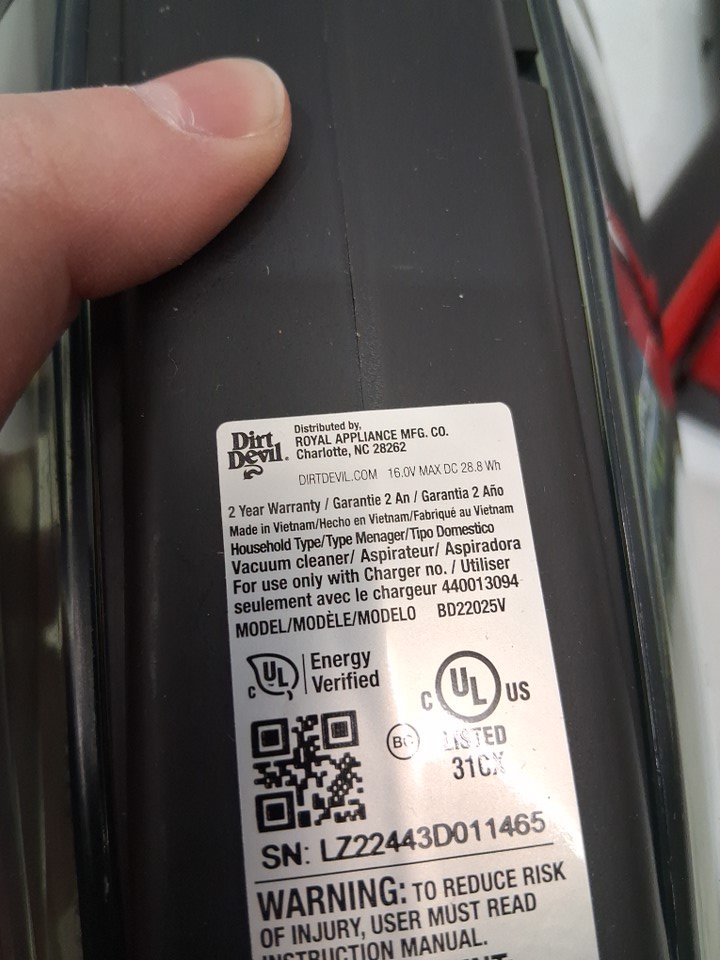 Dirt
Devil.
Distributed by,
ROYAL APPLIANCE MFG. CO.
Charlotte, NC 28262
DIRTDEVIL.COM 16.0V MAX DC 28.8 Wh
2 Year Warranty / Garantie 2 An / Garantia 2 Año
Made in Vietnam/Hecho en Vietnam/Fabriqué au Vietnam
Household Type/Type Menager/Tipo Domestico
Vacuum cleaner/ Aspirateur/ Aspiradora
For use only with Charger no. / Utiliser
seulement avec le chargeur 440013094
MODEL/MODÈLE/MODELO BD22025V
C UL Energy
Verified
C UL US
BC LISTED
31CX
SN: LZ22443D011465
WARNING: TO REDUCE RISK
OF INJURY, USER MUST READ
INSTRUCTION MANUAL.